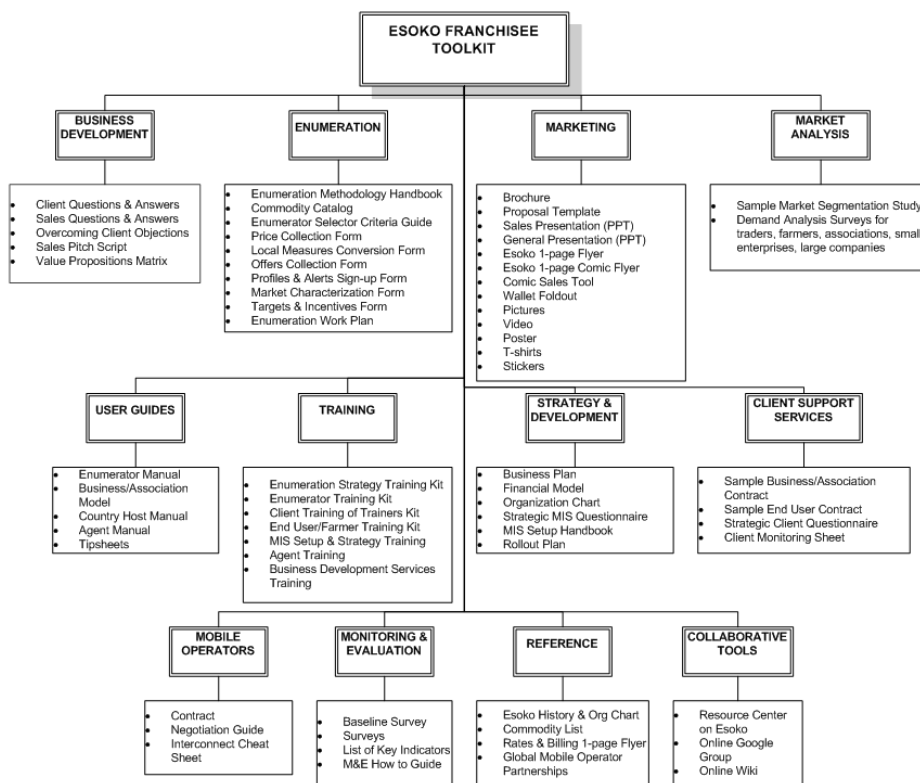 ESOKO FRANCHISEE
TOOLKIT
BUSINESS
DEVELOPMENT
ENUMERATION
MARKETING
MARKET
ANALYSIS
• Client Questions & Answers
• Sales Questions & Answers
• Overcoming Client Objections
• Sales Pitch Script
• Value Propositions Matrix
• Enumeration Methodology Handbook
• Commodity Catalog
• Enumerator Selector Criteria Guide
• Price Collection Form
• Local Measures Conversion Form
• Offers Collection Form
• Profiles & Alerts Sign-up Form
• Market Characterization Form
• Targets & Incentives Form
• Enumeration Work Plan
• Brochure
• Proposal Template
• Sales Presentation (PPT)
• General Presentation (PPT)
• Esoko 1-page Flyer
• Esoko 1-page Comic Flyer
• Comic Sales Tool
• Wallet Foldout
• Pictures
• Video
• Poster
• T-shirts
• Stickers
• Sample Market Segmentation Study
• Demand Analysis Surveys for
traders, farmers, associations, small
enterprises, large companies
USER GUIDES
TRAINING
STRATEGY &
DEVELOPMENT
CLIENT SUPPORT
SERVICES
• Enumerator Manual
• Business/Association
Model
• Country Host Manual
• Agent Manual
• Tipsheets
• Enumeration Strategy Training Kit
• Enumerator Training Kit
• Client Training of Trainers Kit
• End User/Farmer Training Kit
• MIS Setup & Strategy Training
• Agent Training
• Business Development Services
Training
• Business Plan
• Financial Model
• Organization Chart
• Strategic MIS Questionnaire
• MIS Setup Handbook
• Rollout Plan
• Sample Business/Association
Contract
• Sample End User Contract
• Strategic Client Questionnaire
• Client Monitoring Sheet
MOBILE
OPERATORS
MONITORING &
EVALUATION
REFERENCE
COLLABORATIVE
TOOLS
• Contract
• Negotiation Guide
• Interconnect Cheat
Sheet
• Baseline Survey
• Surveys
• List of Key Indicators
• M&E How to Guide
• Esoko History & Org Chart
• Commodity List
• Rates & Billing 1-page Flyer
• Global Mobile Operator
Partnerships
• Resource Center
on Esoko
• Online Google
Group
• Online Wiki